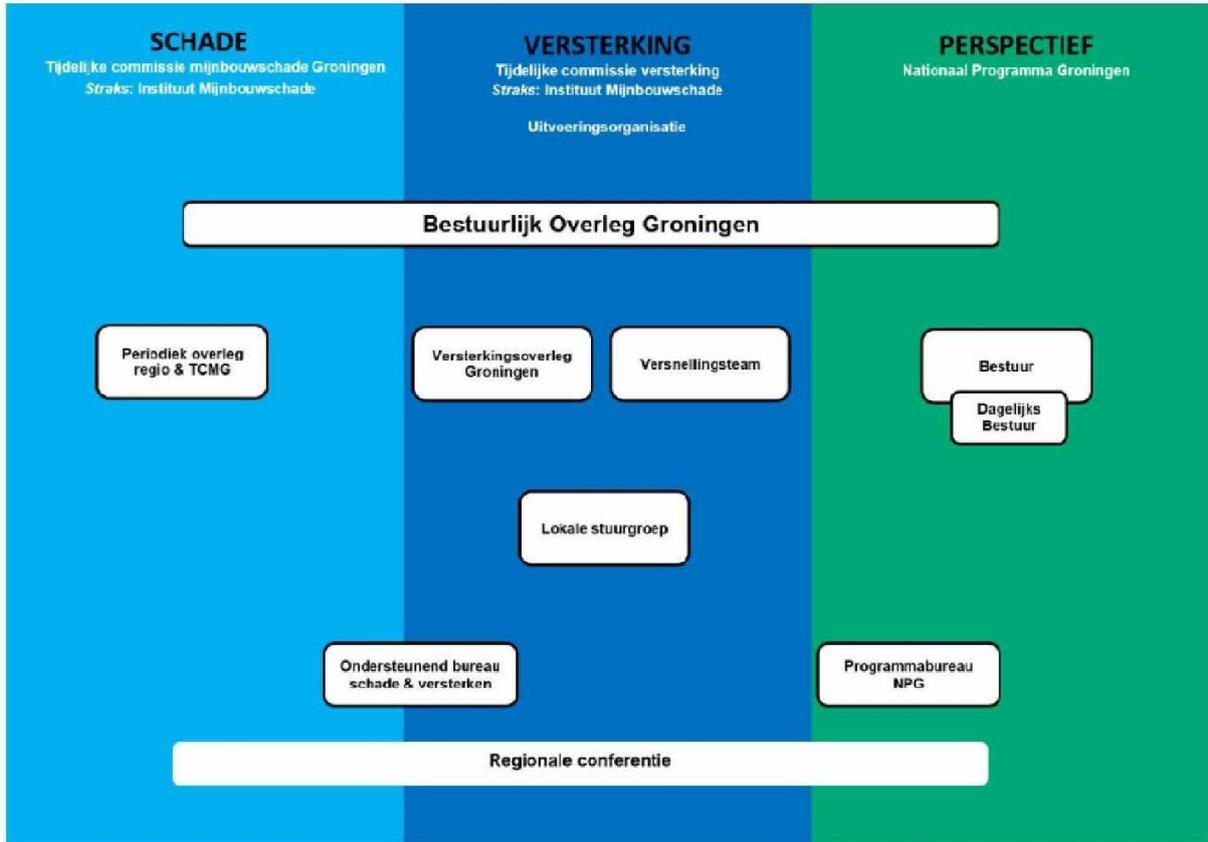 SCHADE
Tijdelijke commissie mijnbouwschade Groningen
Straks: Instituut Mijnbouwschade
VERSTERKING
Tijdelijke commissie versterking
Straks: Instituut Mijnbouwschade
Uitvoeringsorganisatie
PERSPECTIEF
Nationaal Programma Groningen
Bestuurlijk Overleg Groningen
Periodiek overleg
regio & TCMG
Versterkingsoverleg
Groningen
Versnellingsteam
Bestuur
Dagelijks
Bestuur
Lokale stuurgroep
Ondersteunend bureau
schade & versterken
Programmabureau
NPG
Regionale conferentie